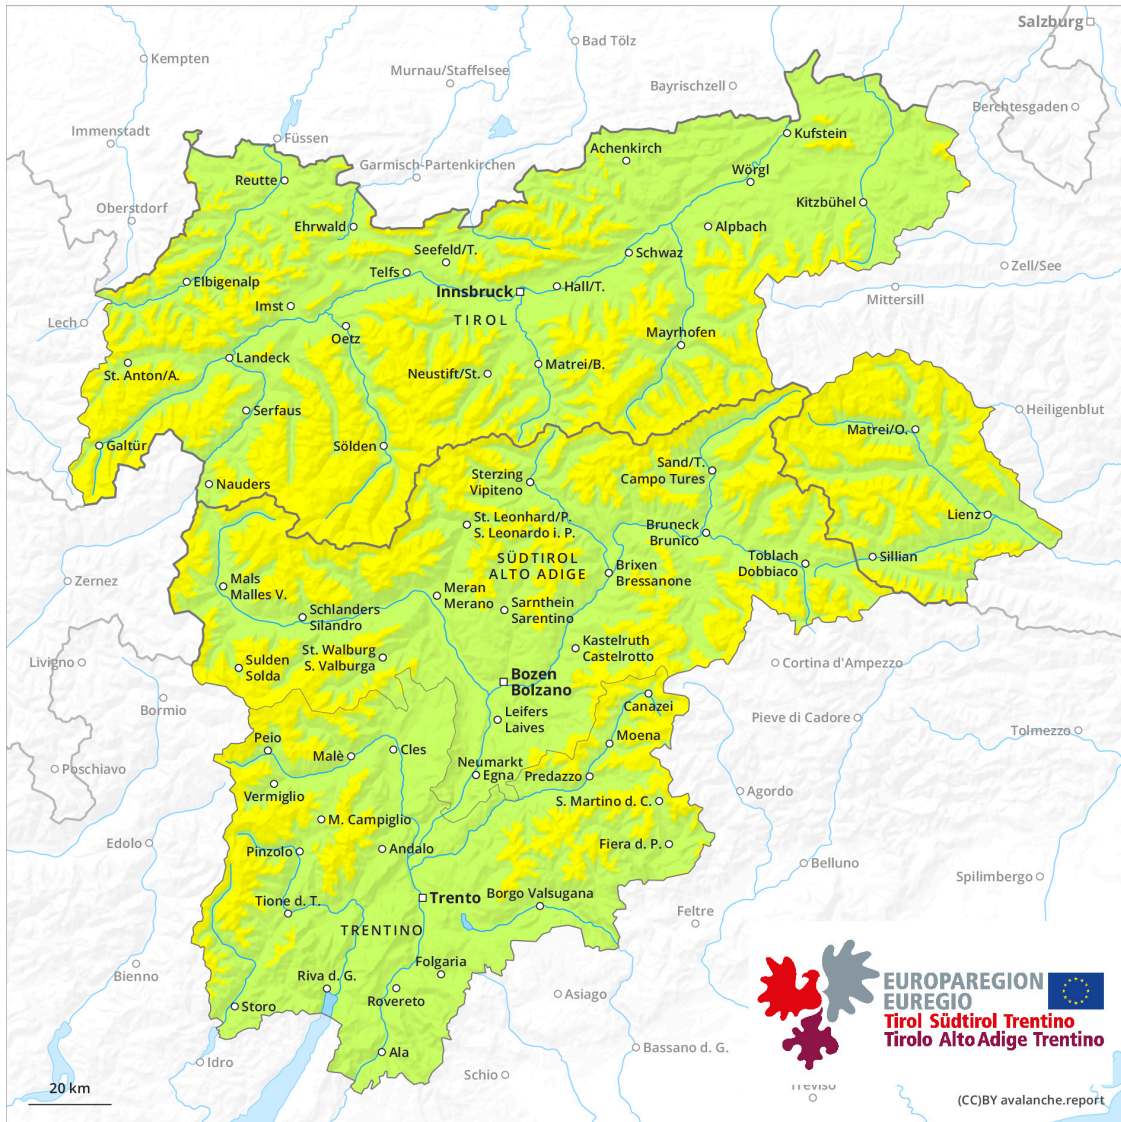 Salzburg
Bad Tölz
Kempten
Murnau/Staffelsee
Bayrischzell
Berchtesgaden
Immenstadt
Füssen
Kufstein
Achenkirch
Garmisch-Partenkirchen
Wörgl
Reutte
Oberstdorf
Kitzbühel
Ehrwald
Alpbach
Seefeld/T.
Schwaz
Telfs
Zell/See
Elbigenalp
Hall/T.
Innsbruck
Mittersill
Imst
TIROL
Lech
Oetz
Mayrhofen
Landeck
Matrei/B.
St. Anton/A.
Neustift/St.
Serfaus
Heiligenblut
Matrei/O.
Galtür
Sölden
Sand/T.
Campo Tures
Sterzing
Vipiteno
Nauders
Lienz
St. Leonhard/P.
S. Leonardo i. P.
Bruneck
Brunico
SÜDTIROL
ALTO ADIGE
Toblach
Dobbiaco
Sillian
Brixen
Bressanone
Zernez
Mals
Malles V.
Meran
Merano
Sarnthein
Sarentino
Schlanders
Silandro
Kastelruth
Castelrotto
St. Walburg
S. Valburga
Livigno
Sulden
Solda
Cortina d'Ampezzo
Bozen
Bolzano
Bormio
Canazei
Leifers
Laives
Pieve di Cadore
Tolmezzo
Peio
Moena
Malè
Cles
Poschiavo
Neumarkt
Egna
Predazzo
Vermiglio
Agordo
S. Martino d. C.
M. Campiglio
Edolo
Pinzolo
Andalo
Fiera d. P.
Belluno
Spilimbergo
Trento
Borgo Valsugana
Tione d. T.
Feltre
TRENTINO
Folgaria
Bienno
Riva d. G.
Rovereto
Asiago
Storo
EUROPAREGION
EUREGIO
Tirol Südtirol Trentino
Tirolo Alto Adige Trentino
Ala
Idro
Bassano d. G.
Schio
Treviso
20 km
(CC)BY avalanche.report